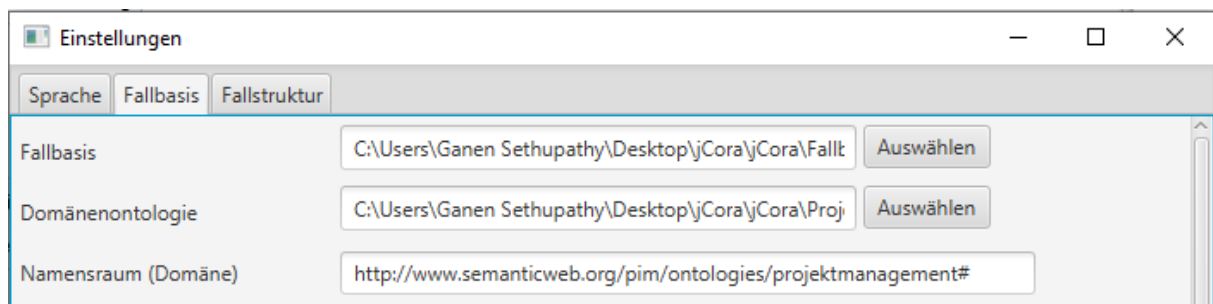 Einstellungen
Sprache Fallbasis Fallstruktur
Fallbasis C:\Users\Ganen Sethupathy\Desktop\jCora\jCora\Fallb Auswählen
Domänenontologie C:\Users\Ganen Sethupathy\Desktop\jCora\jCora\Proj Auswählen
Namensraum (Domäne) http://www.semanticweb.org/pim/ontologies/projektmanagement#